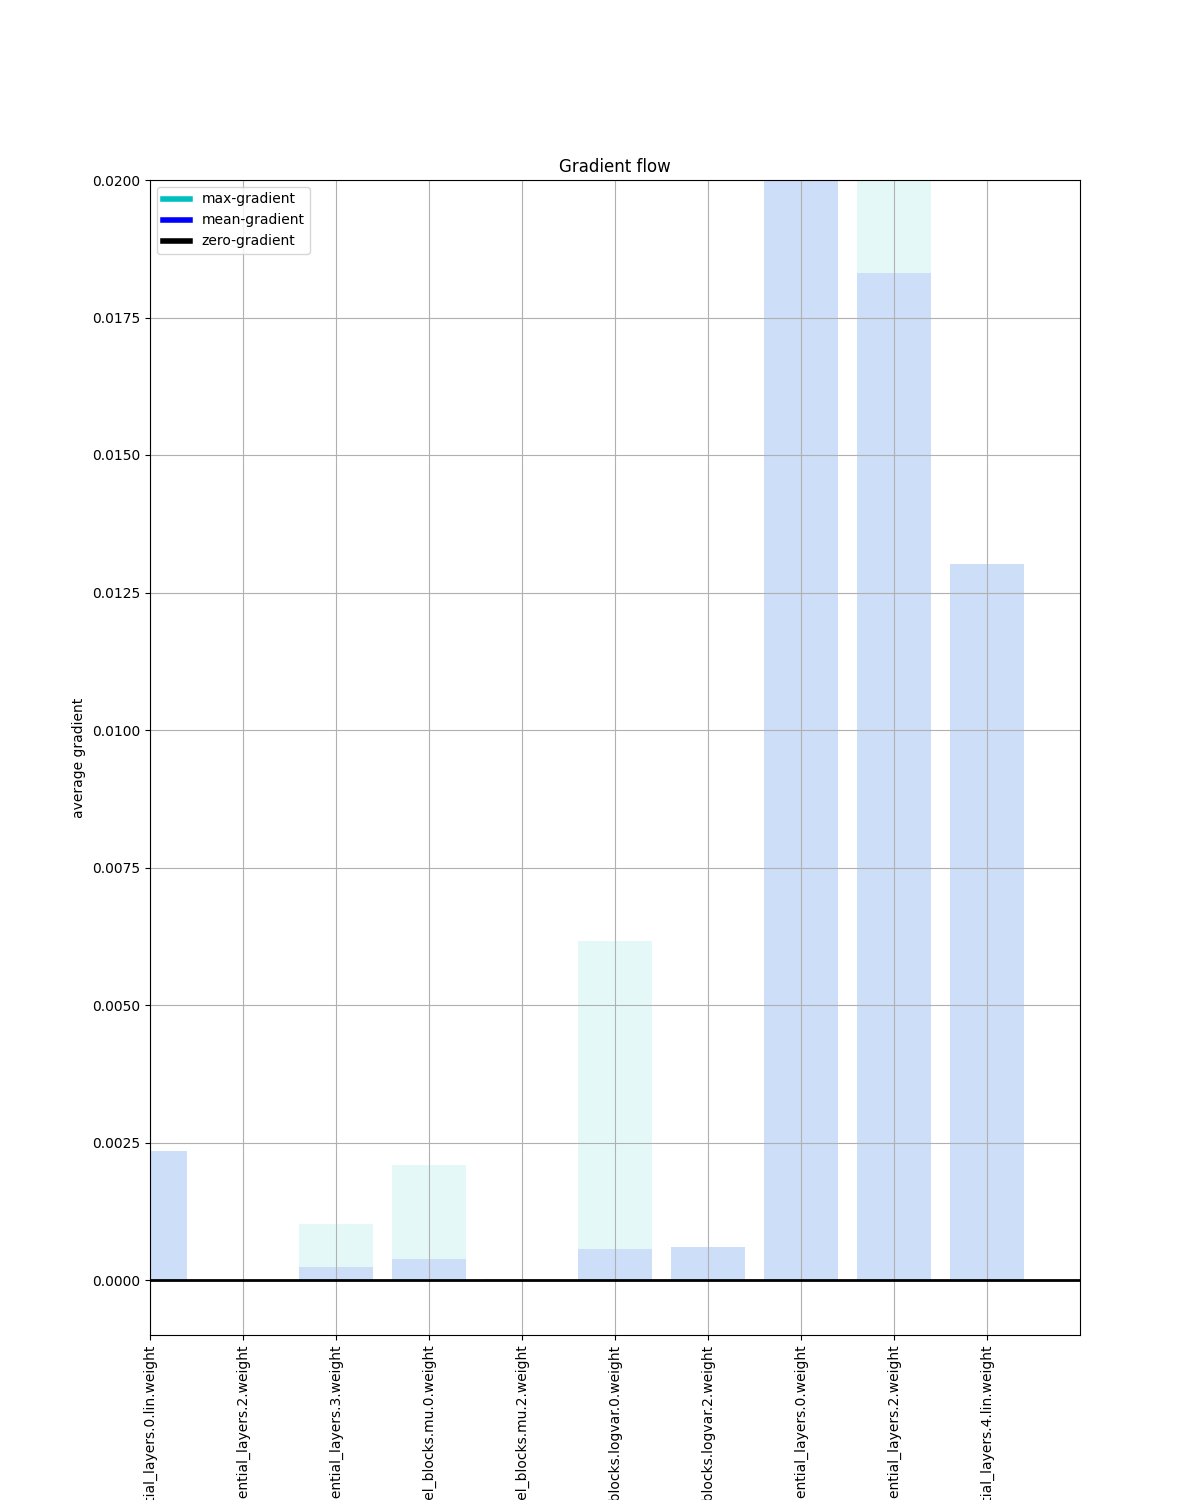 Gradient flow
max-gradient
mean-gradient
zero-gradient
0.0200
0.0175
0.0150
0.0125
0.0100
0.0075
0.0050
0.0025
0.0000
average gradient
tial_layers.0.lin.weight
ential_layers.2.weight
ential_layers.3.weight
el_blocks.mu.0.weight
el_blocks.mu.2.weight
blocks.logvar.0.weight
blocks.logvar.2.weight
ential_layers.0.weight
ential_layers.2.weight
tial_layers.4.lin.weight